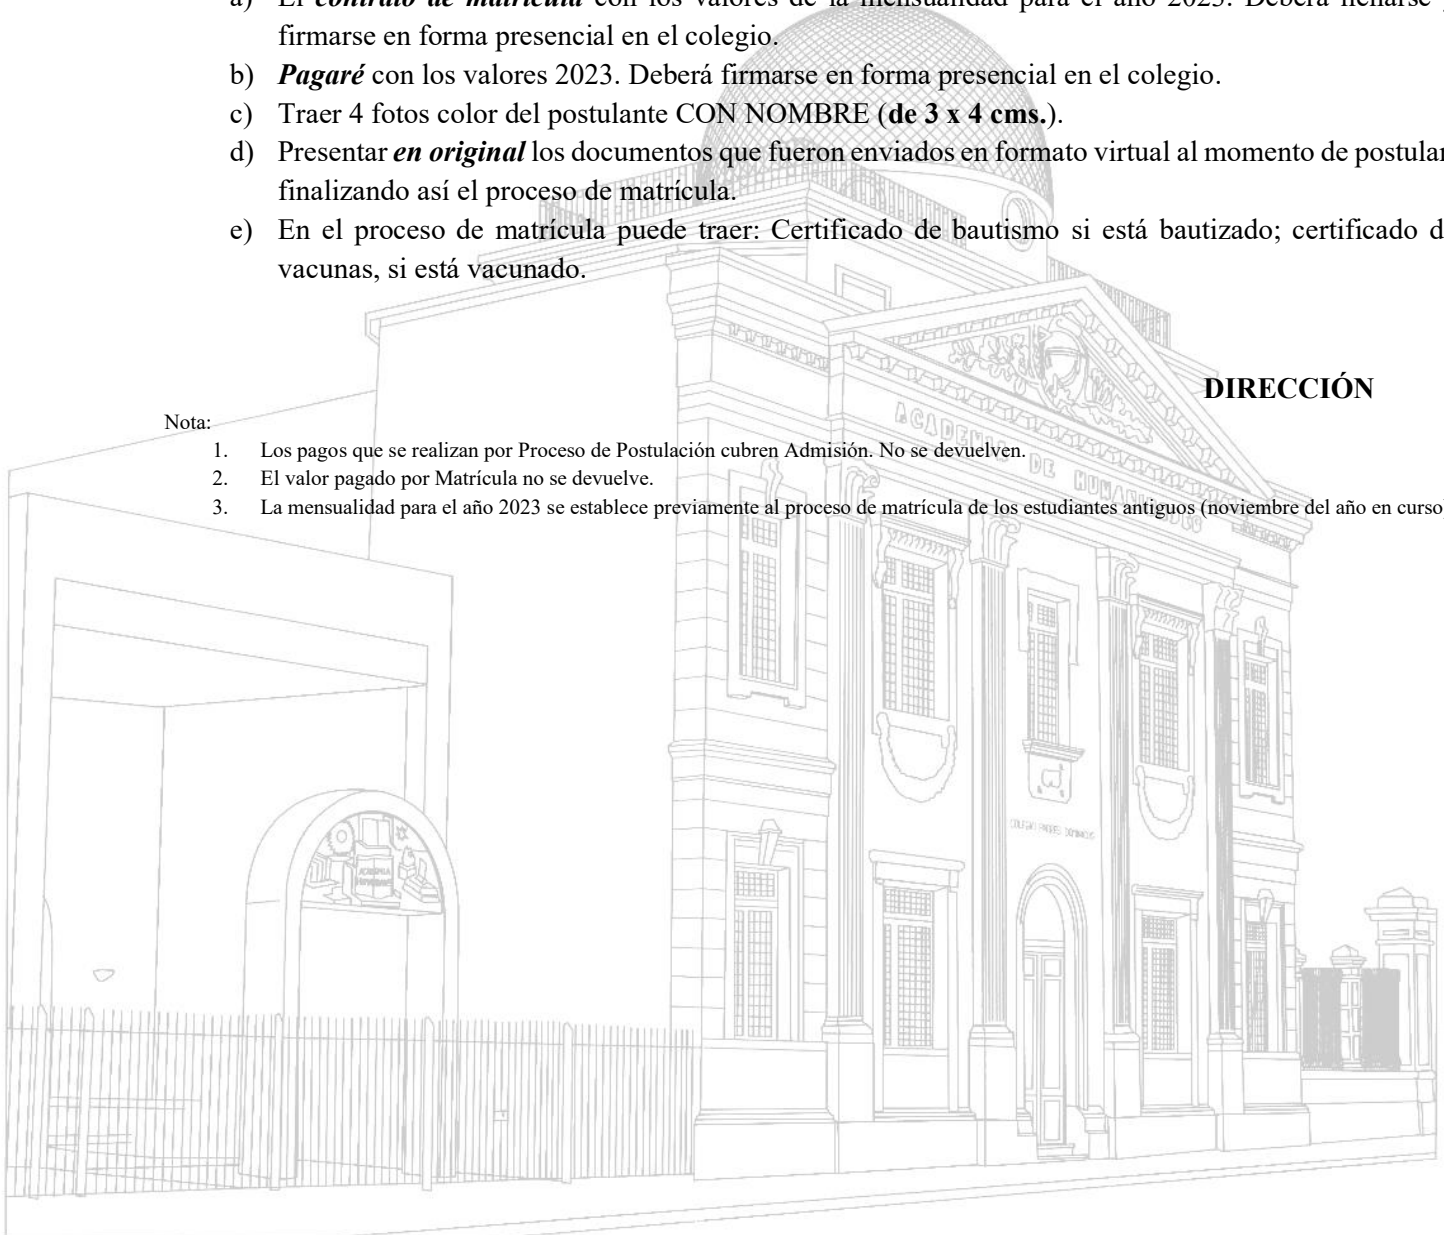 a) El contrato de matrícula con los valores de la mensualidad para el año 2023. Deberá llenarse y
firmarse en forma presencial en el colegio.
b) Pagaré con los valores 2023. Deberá firmarse en forma presencial en el colegio.
c) Traer 4 fotos color del postulante CON NOMBRE (de 3 x 4 cms.).
d) Presentar en original los documentos que fueron enviados en formato virtual al momento de postular
finalizando así el proceso de matrícula.
e) En el proceso de matrícula puede traer: Certificado de bautismo si está bautizado; certificado d
vacunas, si está vacunado.
DIRECCIÓN
Nota:
1. Los pagos que se realizan por Proceso de Postulación cubren Admisión. No se devuelven.
2. El valor pagado por Matrícula no se devuelve.
3. La mensualidad para el año 2023 se establece previamente al proceso de matrícula de los estudiantes antiguos (noviembre del año en curso)
ACADEMIA DE HUMANIDADES
COLEGIO PADRES DOMINICOS
ACADEMIA
HUMANIDADES